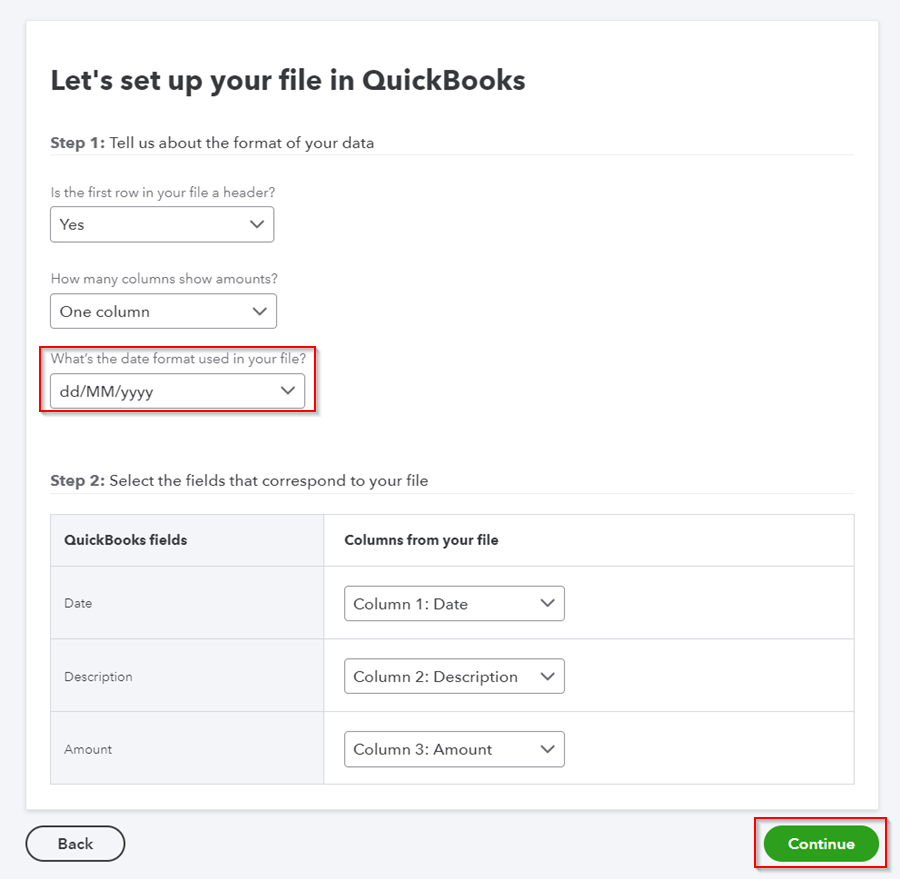 Let's set up your file in QuickBooks
Step 1: Tell us about the format of your data
Is the first row in your file a header?
Yes
How many columns show amounts?
One column
What's the date format used in your file?
dd/MM/yyyy
Step 2: Select the fields that correspond to your file
QuickBooks fields Columns from your file
Date Column 1: Date
Description Column 2: Description
Amount Column 3: Amount
Back Continue